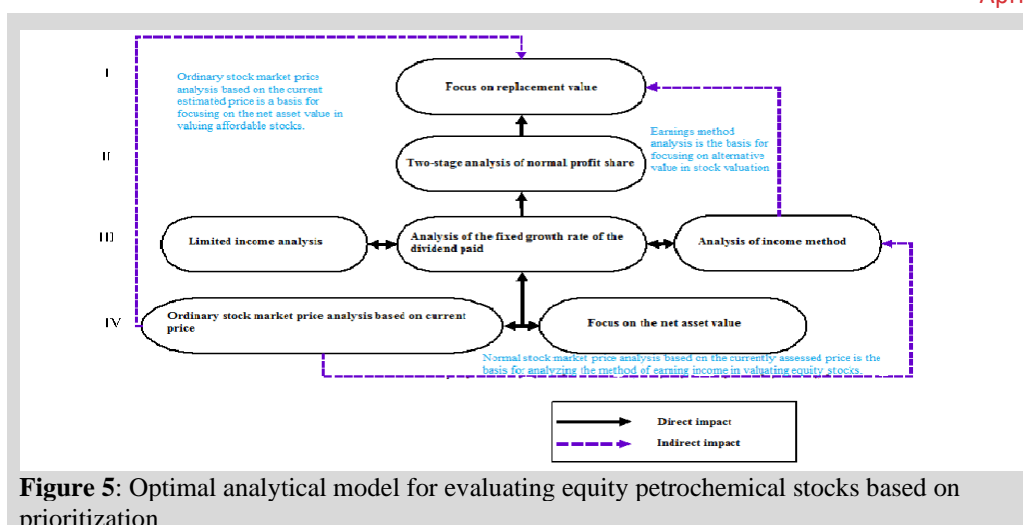 Apri
I
Focus on replacement value
Ordinary stock market price
analysis based on the current
estimated price is a basis for
focusing on the net asset value in
valuing affordable stocks.
Earnings method
analysis is the basis for
focusing on alternative
value in stock valuation
II
Two-stage analysis of normal profit share
III
Limited income analysis
Analysis of the fixed growth rate of the
dividend paid
Analysis of income method
IV
Ordinary stock market price analysis based on current
price
Focus on the net asset value
Normal stock market price analysis based on the currently assessed price is the
basis for analyzing the method of earning income in valuating equity stocks.
Direct impact
Indirect impact
Figure 5: Optimal analytical model for evaluating equity petrochemical stocks based on
prioritization